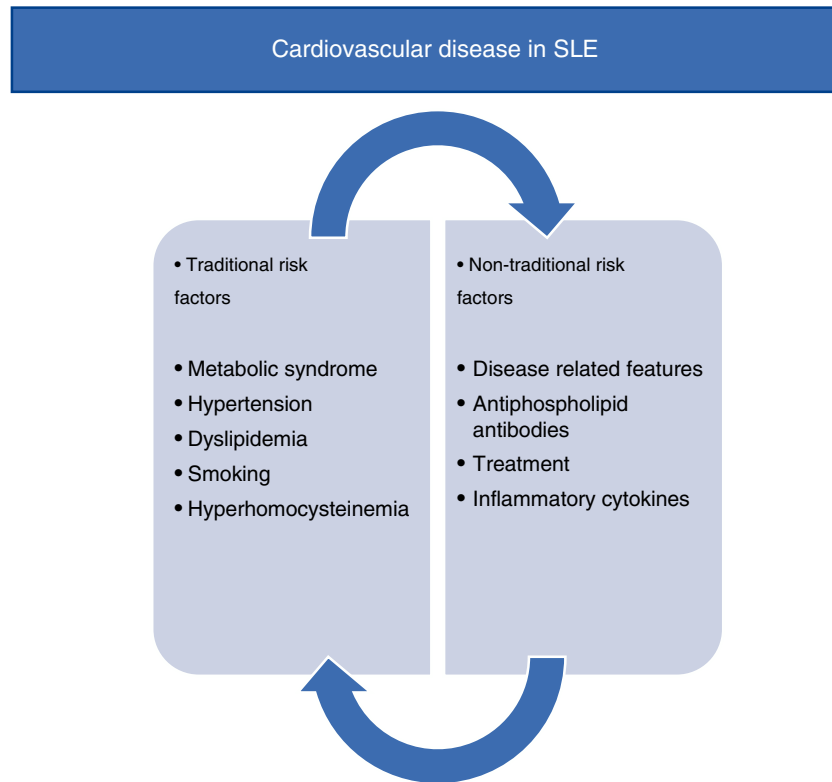 Cardiovascular disease in SLE
• Traditional risk
factors
• Metabolic syndrome
• Hypertension
• Dyslipidemia
• Smoking
• Hyperhomocysteinemia
• Non-traditional risk
factors
• Disease related features
• Antiphospholipid
antibodies
• Treatment
• Inflammatory cytokines